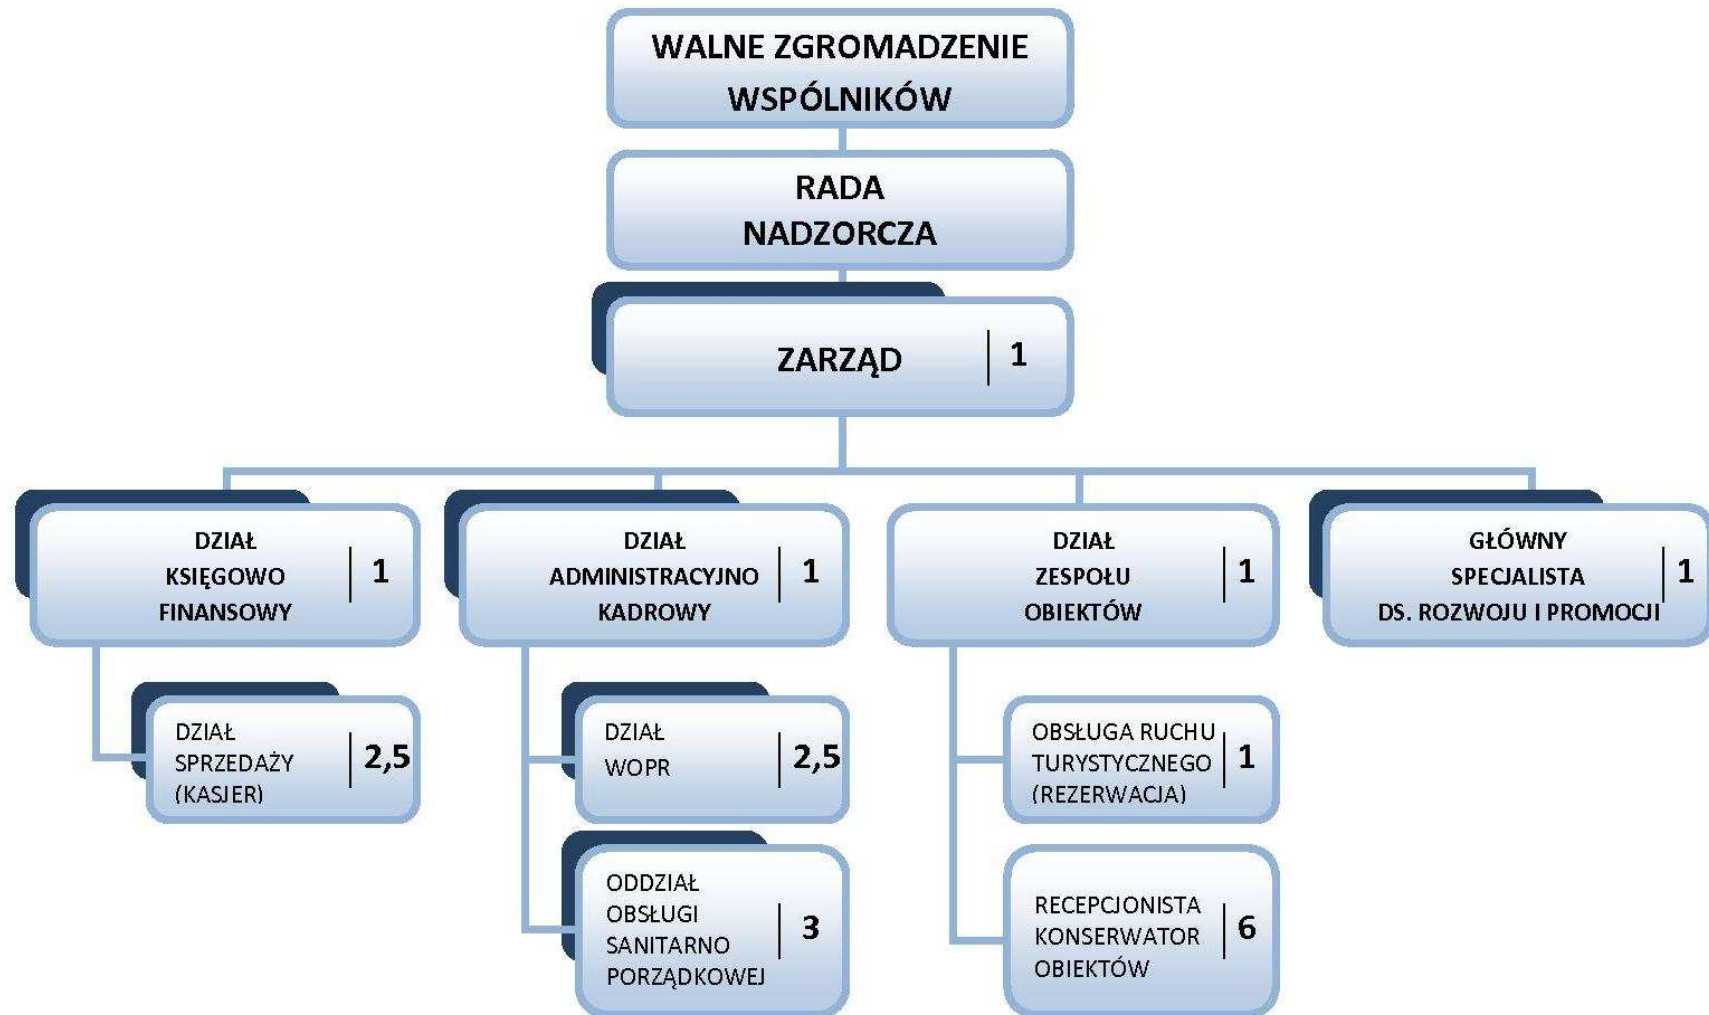 WALNE ZGROMADZENIE
WSPÓLNIKÓW
RADA
NADZORCZA
ZARZĄD
1
DZIAŁ
KSIĘGOWO
FINANSOWY
1
DZIAŁ
ADMINISTRACYJNO
KADROWY
1
DZIAŁ
ZESPOŁU
OBIEKTÓW
1
GŁÓWNY
SPECJALISTA
DS. ROZWOJU I PROMOCJI
1
DZIAŁ
SPRZEDAŻY
(KASJER)
2,5
DZIAŁ
WOPR
2,5
OBSŁUGA RUCHU
TURYSTYCZNEGO
(REZERWACJA)
1
ODDZIAŁ
OBSŁUGI
SANITARNO
PORZĄDKOWEJ
3
RECEPCJONISTA
KONSERWATOR
OBIEKTÓW
6